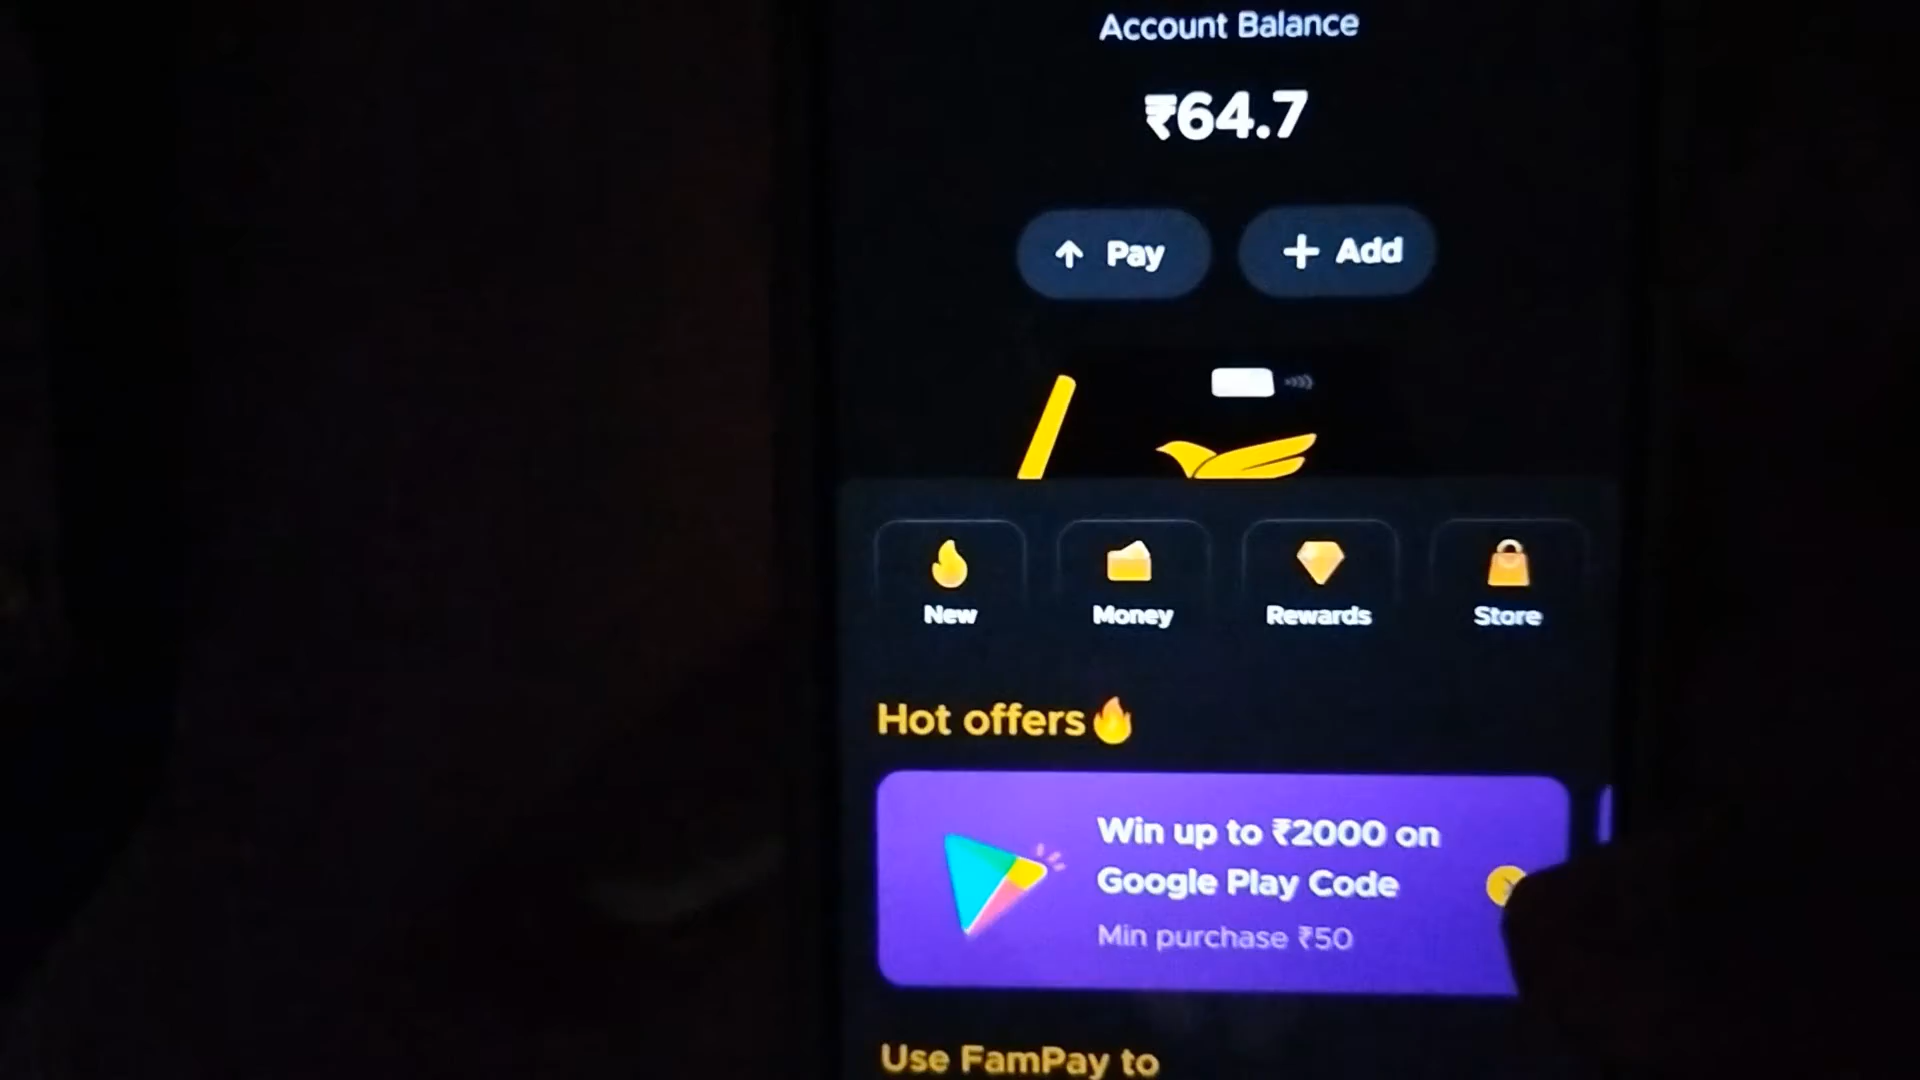 Account Balance
₹64.7
Pay
Add
New
Money
Rewards
Store
Hot offers
Win up to ₹2000 on
Google Play Code
Min purchase ₹50
Use FamPay to